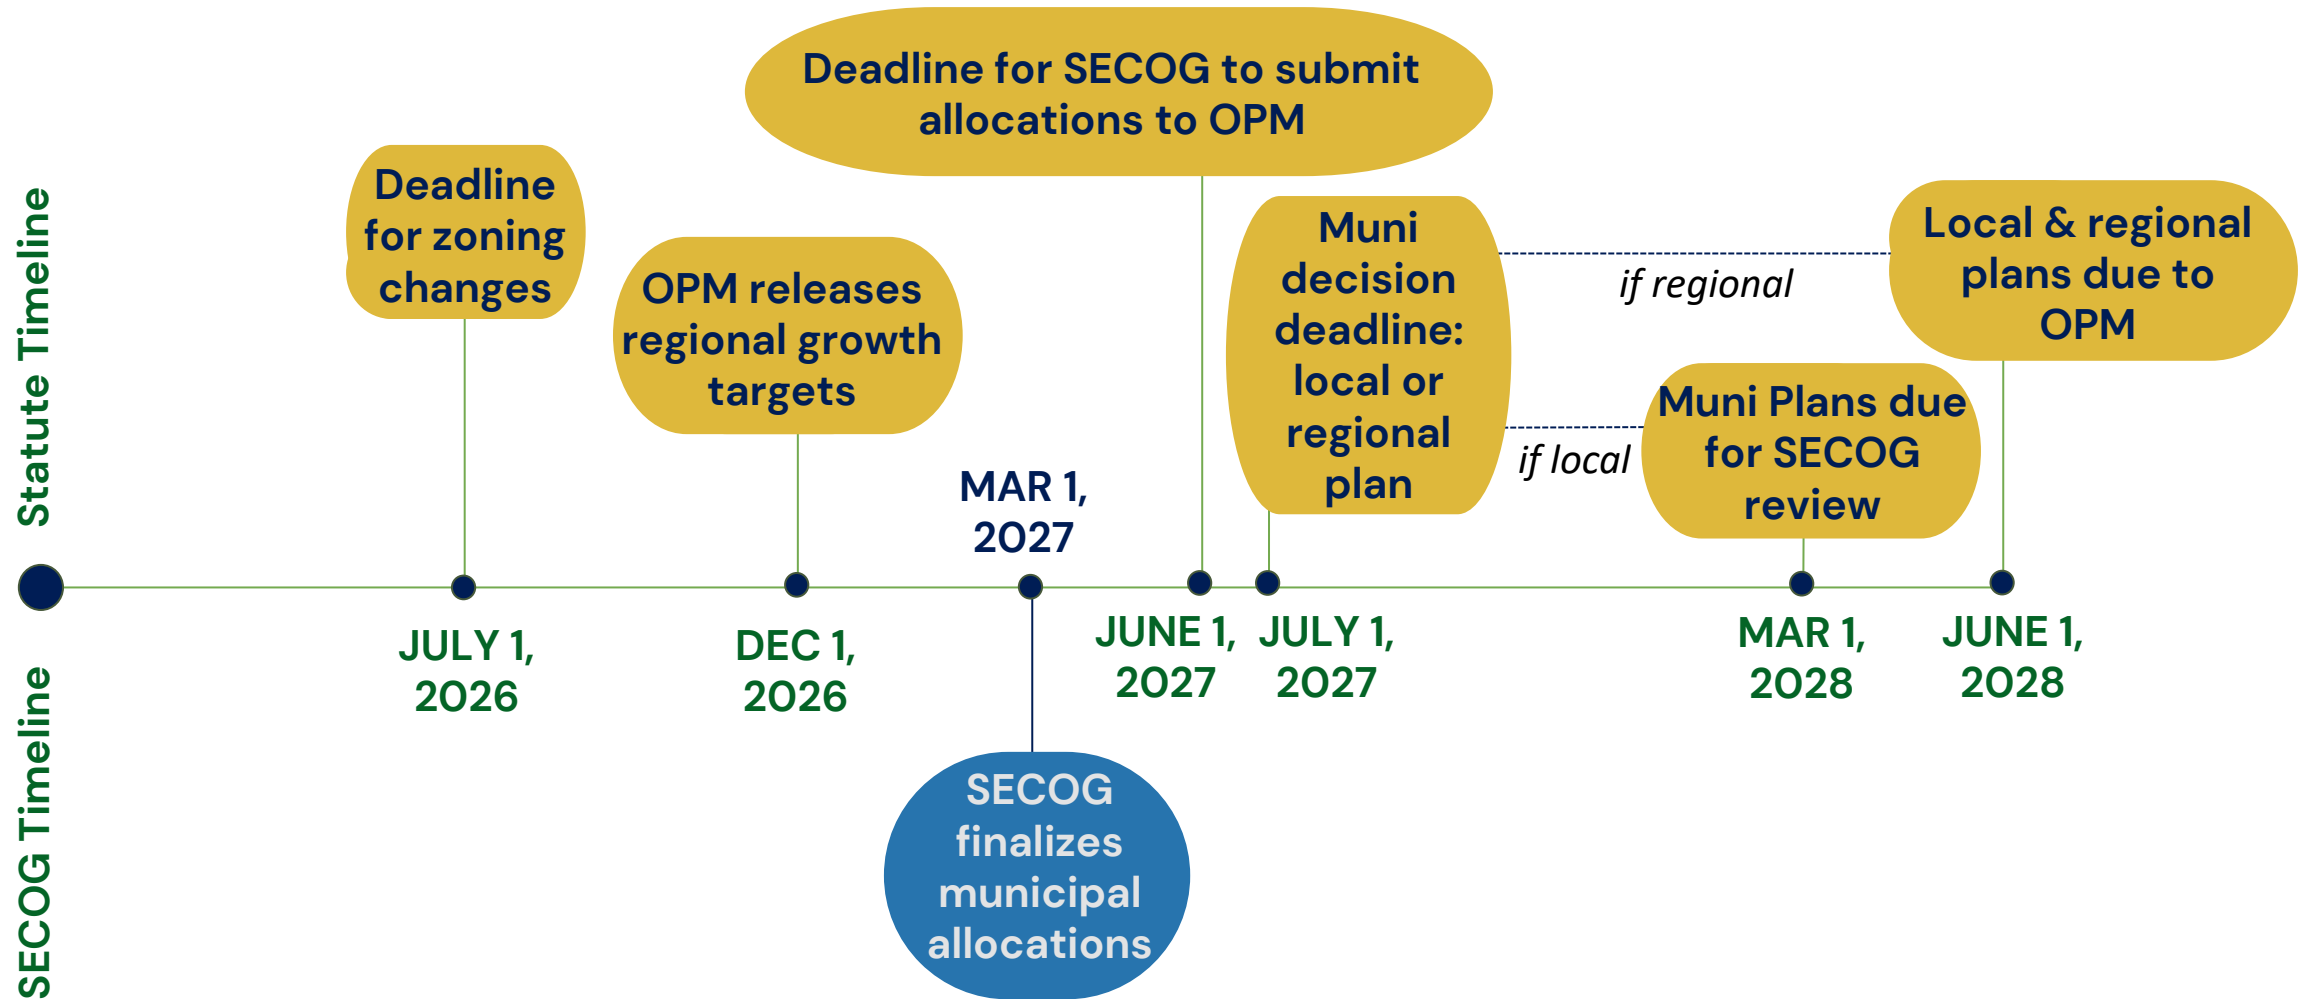 Deadline for SECOG to submit
allocations to OPM
Statute Timeline
Deadline
for zoning
changes
OPM releases
regional growth
targets
Muni
decision
deadline:
local or
regional
plan
if regional
if local
Local & regional
plans due to
OPM
Muni Plans due
for SECOG
review
MAR 1,
2027
JULY 1,
2026
DEC 1,
2026
JUNE 1,
2027
JULY 1,
2027
MAR 1,
2028
JUNE 1,
2028
SECOG Timeline
SECOG
finalizes
municipal
allocations